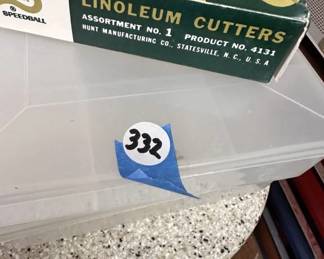 LINOLEUM CUTTERS
SPEEDBALL
ASSORTMENT NO. 1 PRODUCT NO. 4131
HUNT MANUFACTURING CO., STATESVILLE, N. C., U. S. A
332